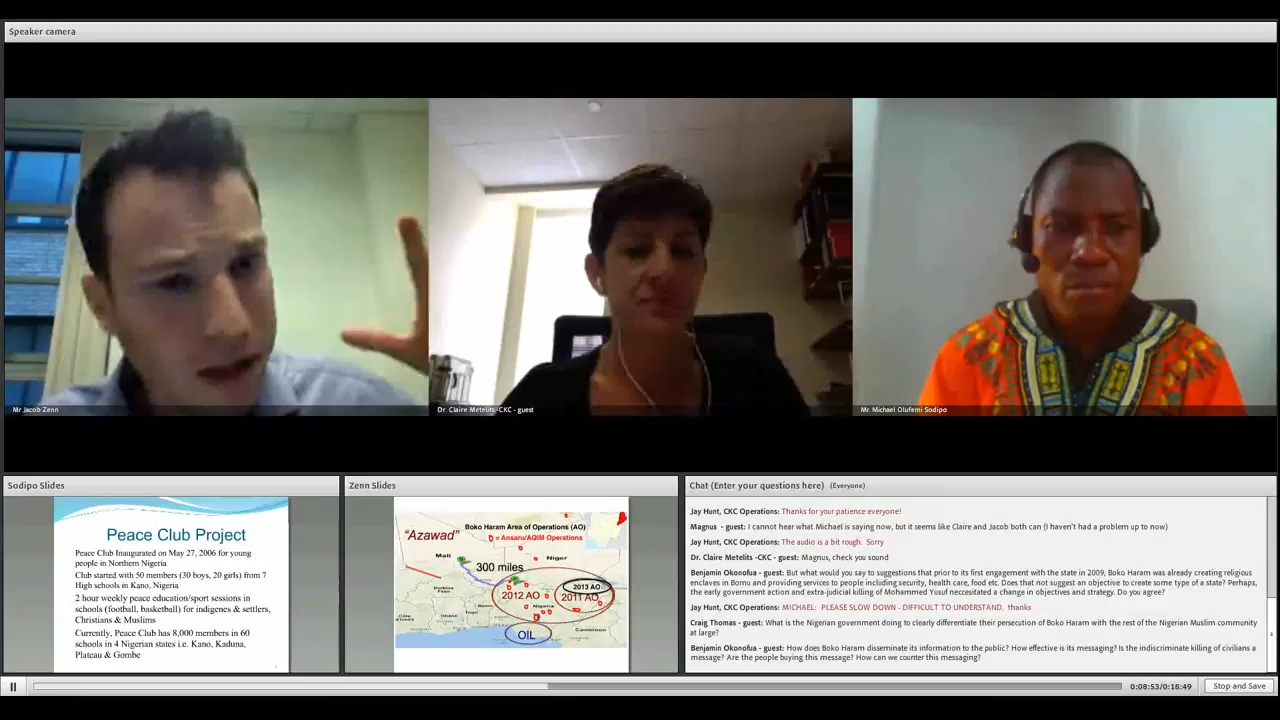 Speaker camera
Mr Jacob Zenn
Dr. Claire Metelits -CKC - guest
Mr. Michael Olufemi Sodipo
Sodipo Slides
Peace Club Project
Peace Club Inaugurated on May 27, 2006 for young
people in Northern Nigeria
Club started with 50 members (30 boys, 20 girls) from 7
High schools in Kano, Nigeria
2 hour weekly peace education/sport sessions in
schools (football, basketball) for indigenes & settlers,
Christians & Muslims
Currently, Peace Club has 8,000 members in 60
schools in 4 Nigerian states i.e. Kano, Kaduna,
Plateau & Gombe
Zenn Slides
Boko Haram Area of Operations (AO)
= Ansaru/AQIM Operations
"Azawad"
Mali
Niger
300 miles
2013 AO
2012 AO
2011 AO
Nigeria
OIL
Cameroon
Chat (Enter your questions here) (Everyone)
Jay Hunt, CKC Operations: Thanks for your patience everyone!
Magnus - guest: I cannot hear what Michael is saying now, but it seems like Claire and Jacob both can (I haven't had a problem up to now)
Jay Hunt, CKC Operations: The audio is a bit rough. Sorry
Dr. Claire Metelits -CKC - guest: Magnus, check you sound
Benjamin Okonofua - guest: But what would you say to suggestions that prior to its first engagement with the state in 2009, Boko Haram was already creating religious
enclaves in Bornu and providing services to people including security, health care, food etc. Does that not suggest an objective to create some type of a state? Perhaps,
the early government action and extra-judicial killing of Mohammed Yusuf neccesitated a change in objectives and strategy. Do you agree?
Jay Hunt, CKC Operations: MICHAEL: PLEASE SLOW DOWN - DIFFICULT TO UNDERSTAND. thanks
Craig Thomas - guest: What is the Nigerian government doing to clearly differentiate their persecution of Boko Haram with the rest of the Nigerian Muslim community
at large?
Benjamin Okonofua - guest: How does Boko Haram disseminate its information to the public? How effective is its messaging? Is the indiscriminate killing of civilians a
message? Are the people buying this message? How can we counter this messaging?
0:08:53/0:18:49
Stop and Save